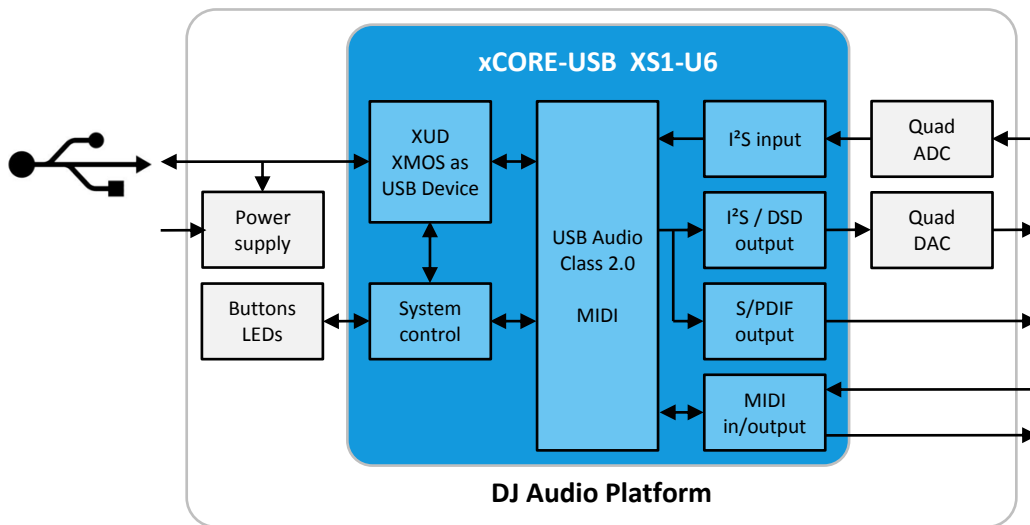 xCORE-USB XS1-U6
XUD
XMOS as
USB Device
Power
supply
Buttons
LEDs
System
control
USB Audio
Class 2.0
MIDI
I²S input
I²S / DSD
output
S/PDIF
output
MIDI
in/output
Quad
ADC
Quad
DAC
DJ Audio Platform